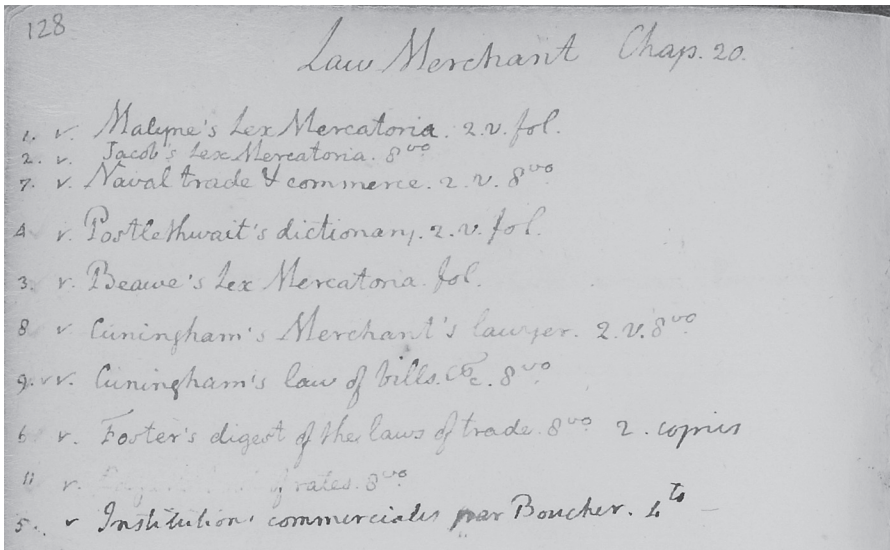 128
Law Merchant Chap. 20.
1. v. Malyne's Lex Mercatoria. 2. v. fol.
2. v. Jacob's Lex Mercatoria. 8vo
7. v. Naval trade & commerce. 2. v. 8vo
4 v. Postlethwait's dictionary. 2. v. fol.
3. v. Beawe's Lex Mercatoria. fol.
8 v Cuningham's Merchant's lawyer. 2. v. 8vo
9. v v. Cuningham's law of bills. &c. 8vo
6 v. Foster's digest of the laws of trade. 8vo 2. copies
11 v. of rates. 8vo
5. v Institutions commerciales par Boucher. 4to